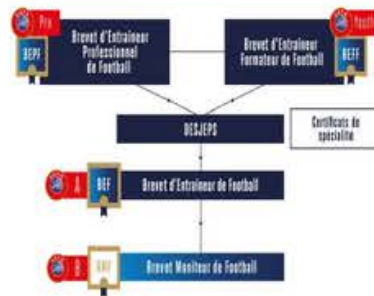 Pro
BEPF
Brevet d'Entraîneur
Professionnel
de Football
Brevet d'Entraîneur
Formateur de Football
Youth
BEFF
DESJEPS
Certificats de
spécialité
A
BEF
Brevet d'Entraîneur de Football
B
BMF
Brevet Moniteur de Football